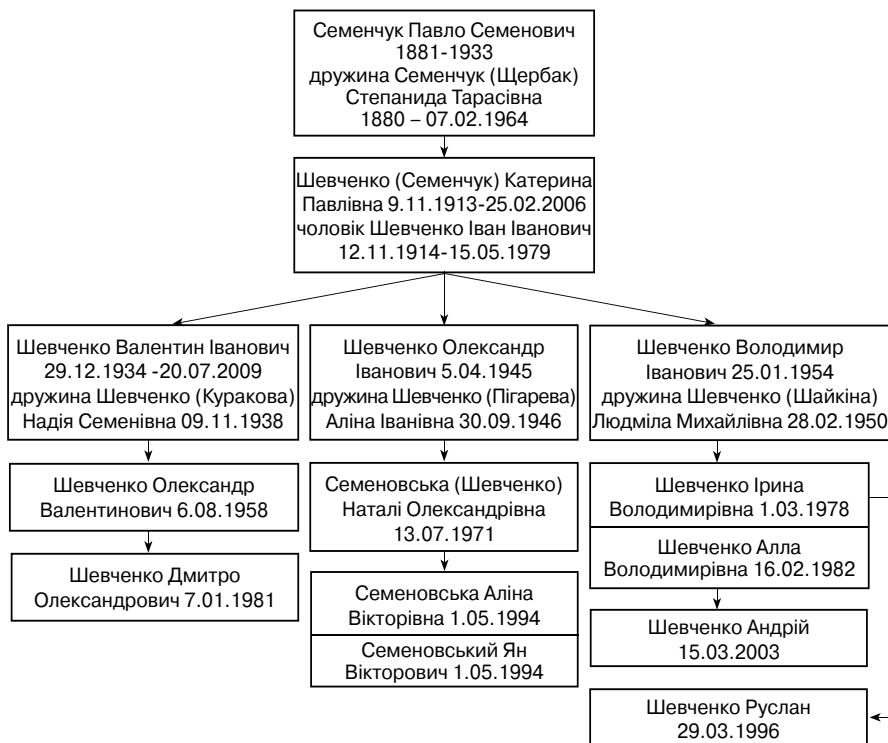 Семенчук Павло Семенович
1881-1933
дружина Семенчук (Щербак)
Степанида Тарасівна
1880 – 07.02.1964
Шевченко (Семенчук) Катерина
Павлівна 9.11.1913-25.02.2006
чоловік Шевченко Іван Іванович
12.11.1914-15.05.1979
Шевченко Валентин Іванович
29.12.1934 -20.07.2009
дружина Шевченко (Куракова)
Надія Семенівна 09.11.1938
Шевченко Олександр
Іванович 5.04.1945
дружина Шевченко (Пігарева)
Аліна Іванівна 30.09.1946
Шевченко Володимир
Іванович 25.01.1954
дружина Шевченко (Шайкіна)
Людміла Михайлівна 28.02.1950
Шевченко Олександр
Валентинович 6.08.1958
Семеновська (Шевченко)
Наталі Олександрівна
13.07.1971
Шевченко Ірина
Володимирівна 1.03.1978
Шевченко Алла
Володимирівна 16.02.1982
Шевченко Дмитро
Олександрович 7.01.1981
Семеновська Аліна
Вікторівна 1.05.1994
Семеновський Ян
Вікторович 1.05.1994
Шевченко Андрій
15.03.2003
Шевченко Руслан
29.03.1996